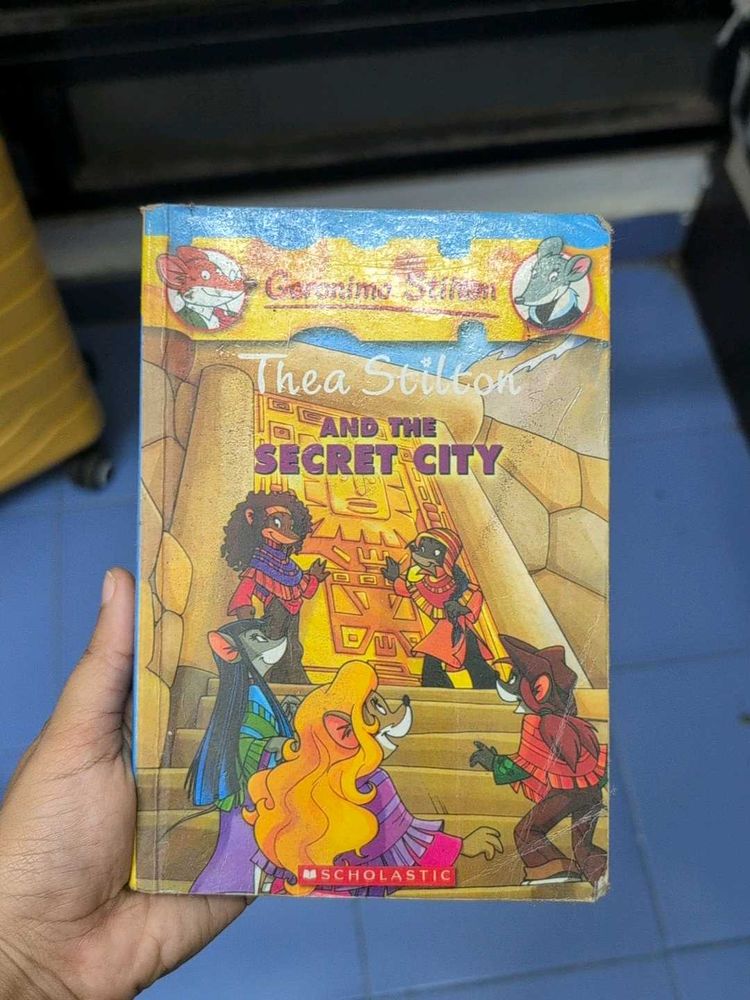 Geronimo Stilton
Thea Stilton
AND THE
SECRET CITY
SCHOLASTIC